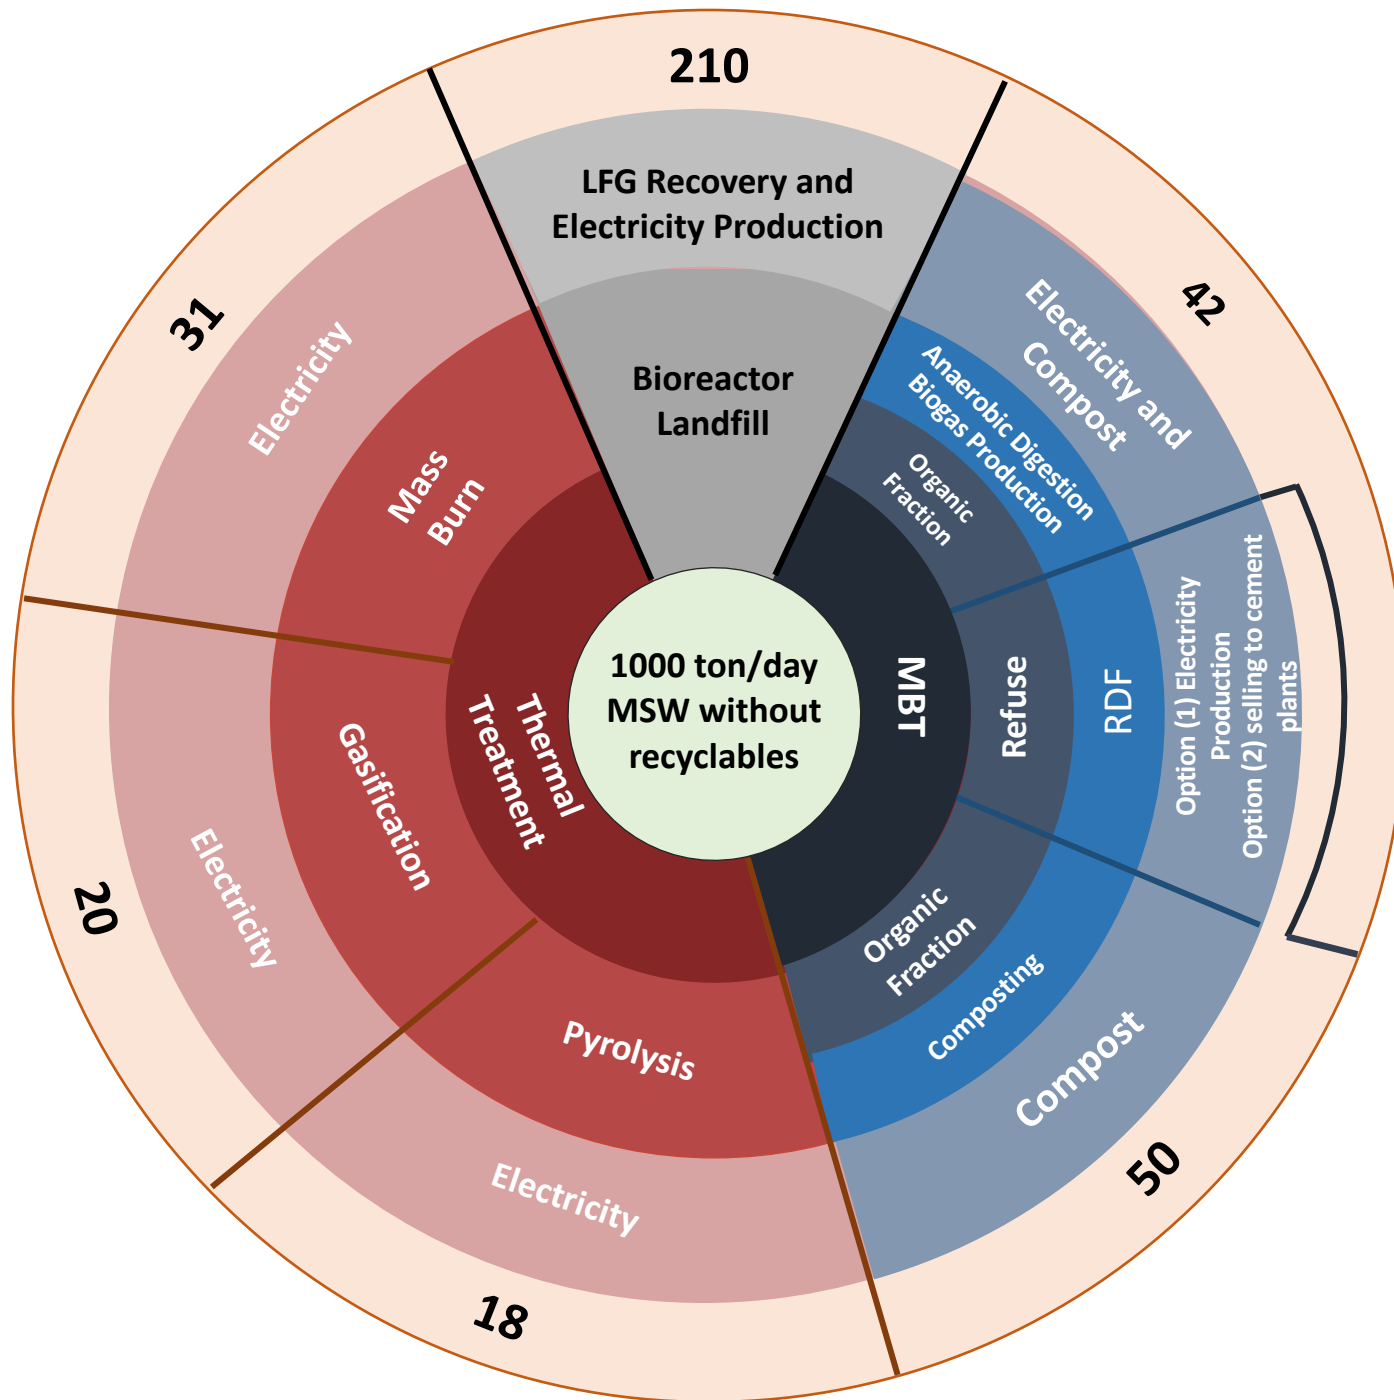 210
LFG Recovery and
Electricity Production
Bioreactor
Landfill
42
Electricity and
Compost
Anaerobic Digestion
Biogas Production
Organic
Fraction
MBT
Refuse
RDF
Option (1) Electricity
Production
Option (2) selling to cement
plants
Organic
Fraction
Composting
Compost
50
1000 ton/day
MSW without
recyclables
Thermal
Treatment
Mass
Burn
Electricity
31
Gasification
Electricity
20
Pyrolysis
Electricity
18